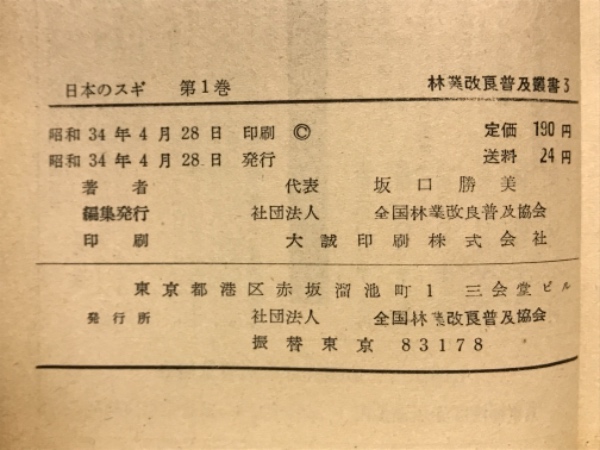 日本のスギ 第1巻 林業改良普及叢書3
昭和34年4月28日 印刷 © 定価 190円
昭和34年4月28日 発行 送料 24円
著者 代表 坂口勝美
編集発行 社団法人 全国林業改良普及協会
印刷 大誠印刷株式会社
東京都港区赤坂溜池町1 三会堂ビル
発行所 社団法人 全国林業改良普及協会
振替東京 83178